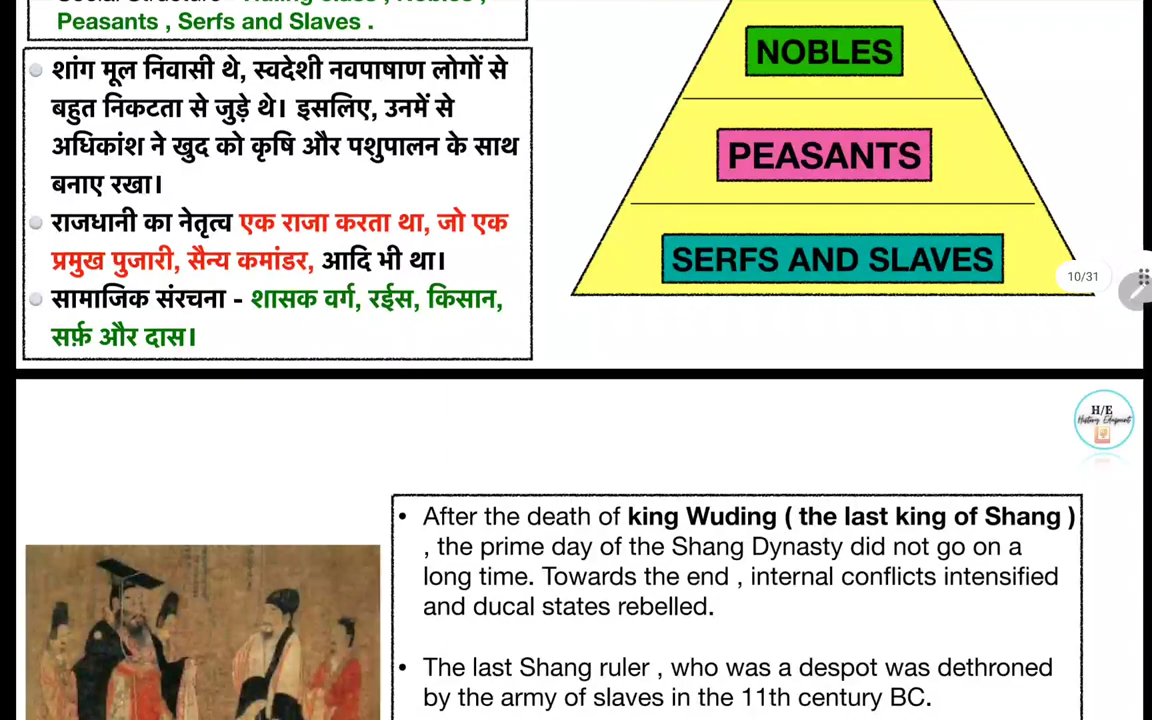 Peasants , Serfs and Slaves .
शांग मूल निवासी थे, स्वदेशी नवपाषाण लोगों से
बहुत निकटता से जुड़े थे। इसलिए, उनमें से
अधिकांश ने खुद को कृषि और पशुपालन के साथ
बनाए रखा।
राजधानी का नेतृत्व एक राजा करता था, जो एक
प्रमुख पुजारी, सैन्य कमांडर, आदि भी था।
सामाजिक संरचना - शासक वर्ग, रईस, किसान,
सर्फ़ और दास।
NOBLES
PEASANTS
SERFS AND SLAVES
10/31
H/E
After the death of king Wuding ( the last king of Shang )
, the prime day of the Shang Dynasty did not go on a
long time. Towards the end , internal conflicts intensified
and ducal states rebelled.
The last Shang ruler , who was a despot was dethroned
by the army of slaves in the 11th century BC.